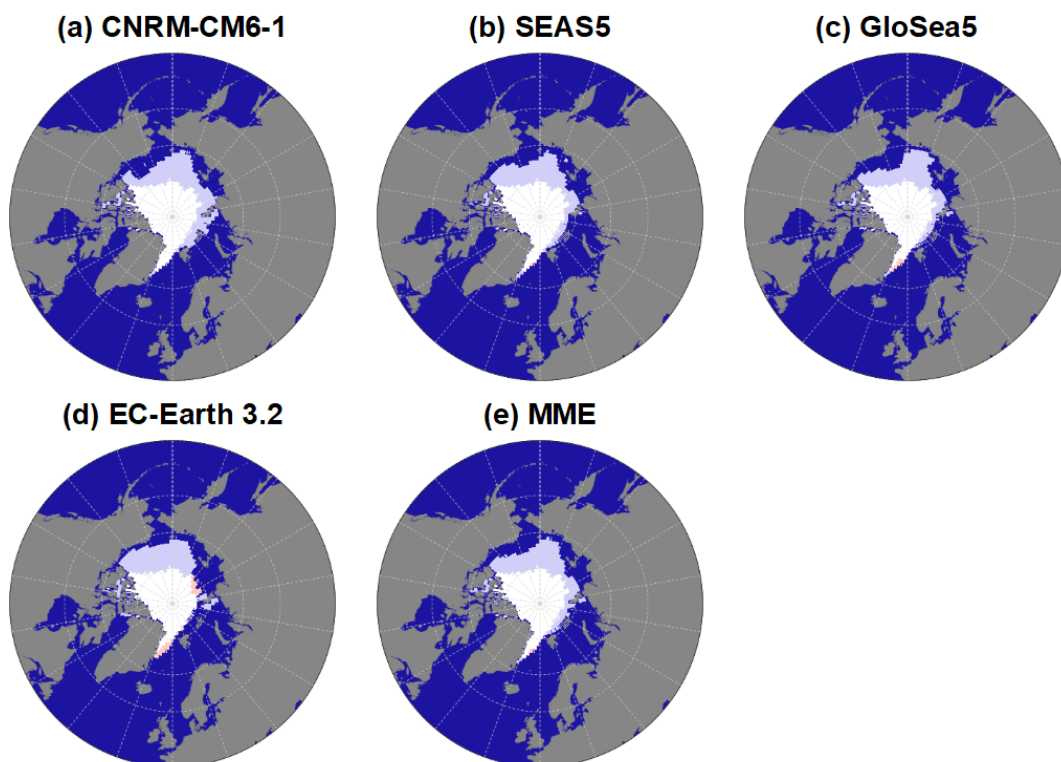 (a) CNRM-CM6-1
(b) SEAS5
(c) GloSea5
(d) EC-Earth 3.2
(e) MME